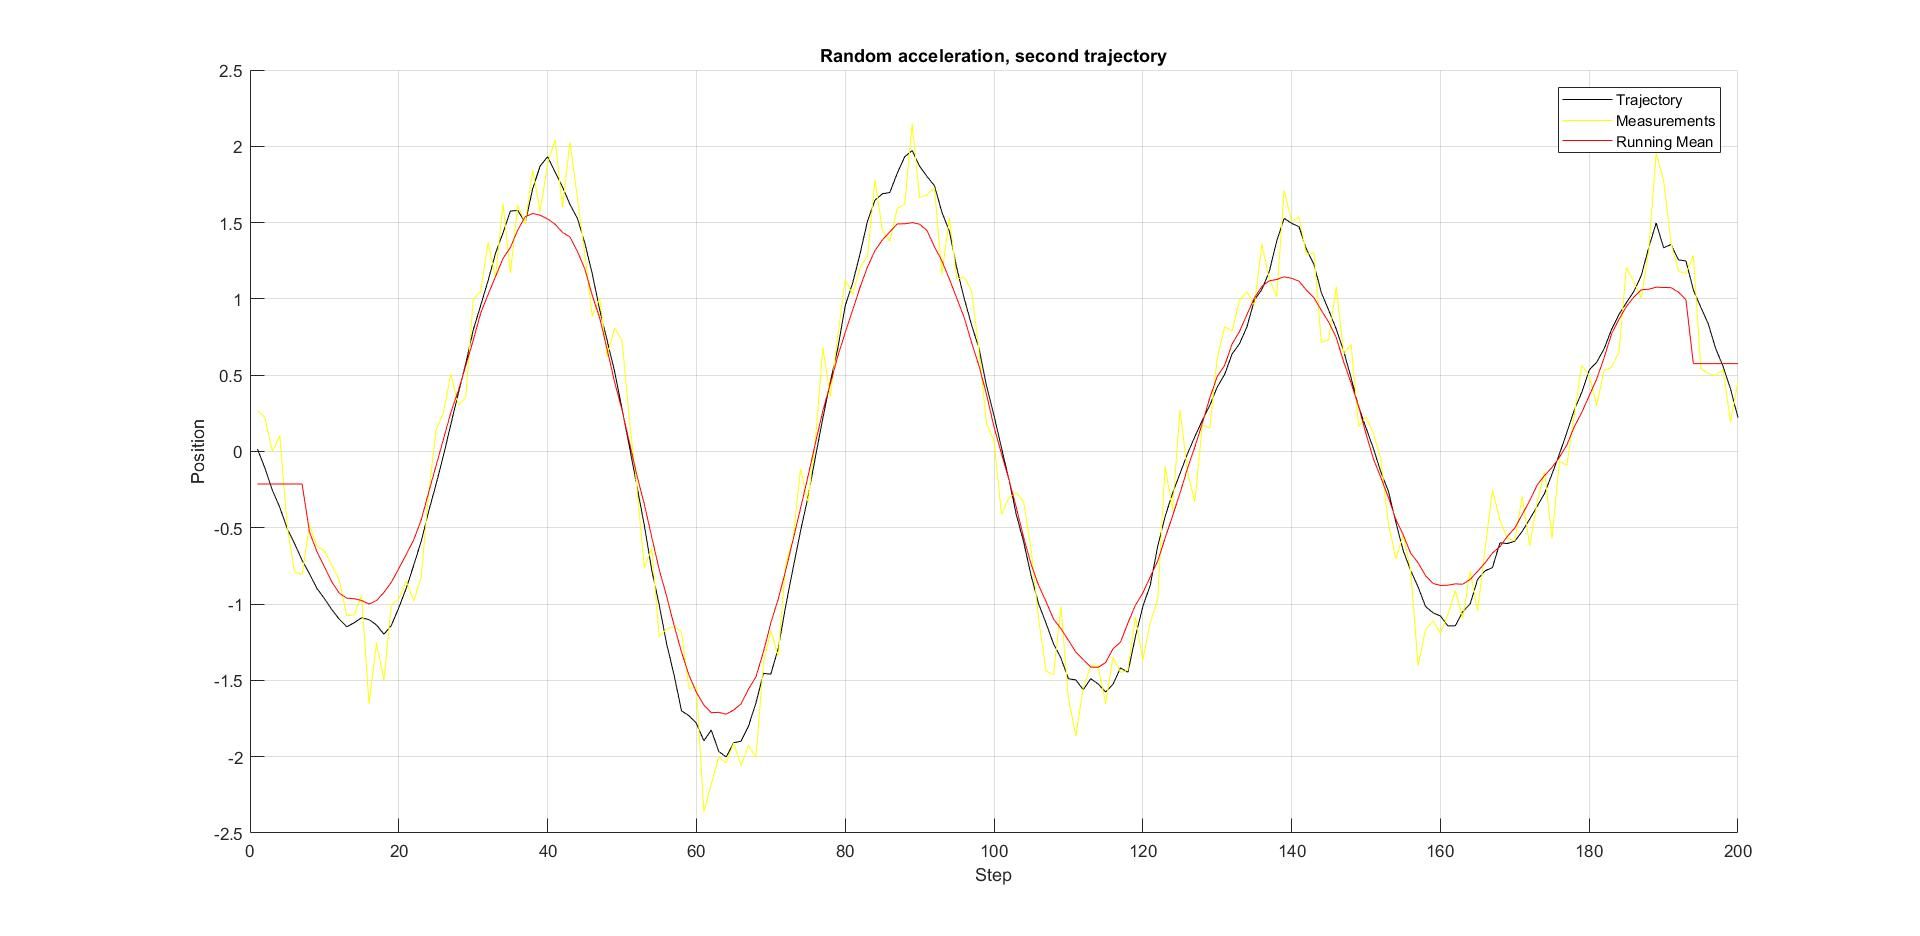 Random acceleration, second trajectory
2.5
2
1.5
1
0.5
0
-0.5
-1
-1.5
-2
-2.5
Position
Trajectory
Measurements
Running Mean
0 20 40 60 80 100 120 140 160 180 200
Step